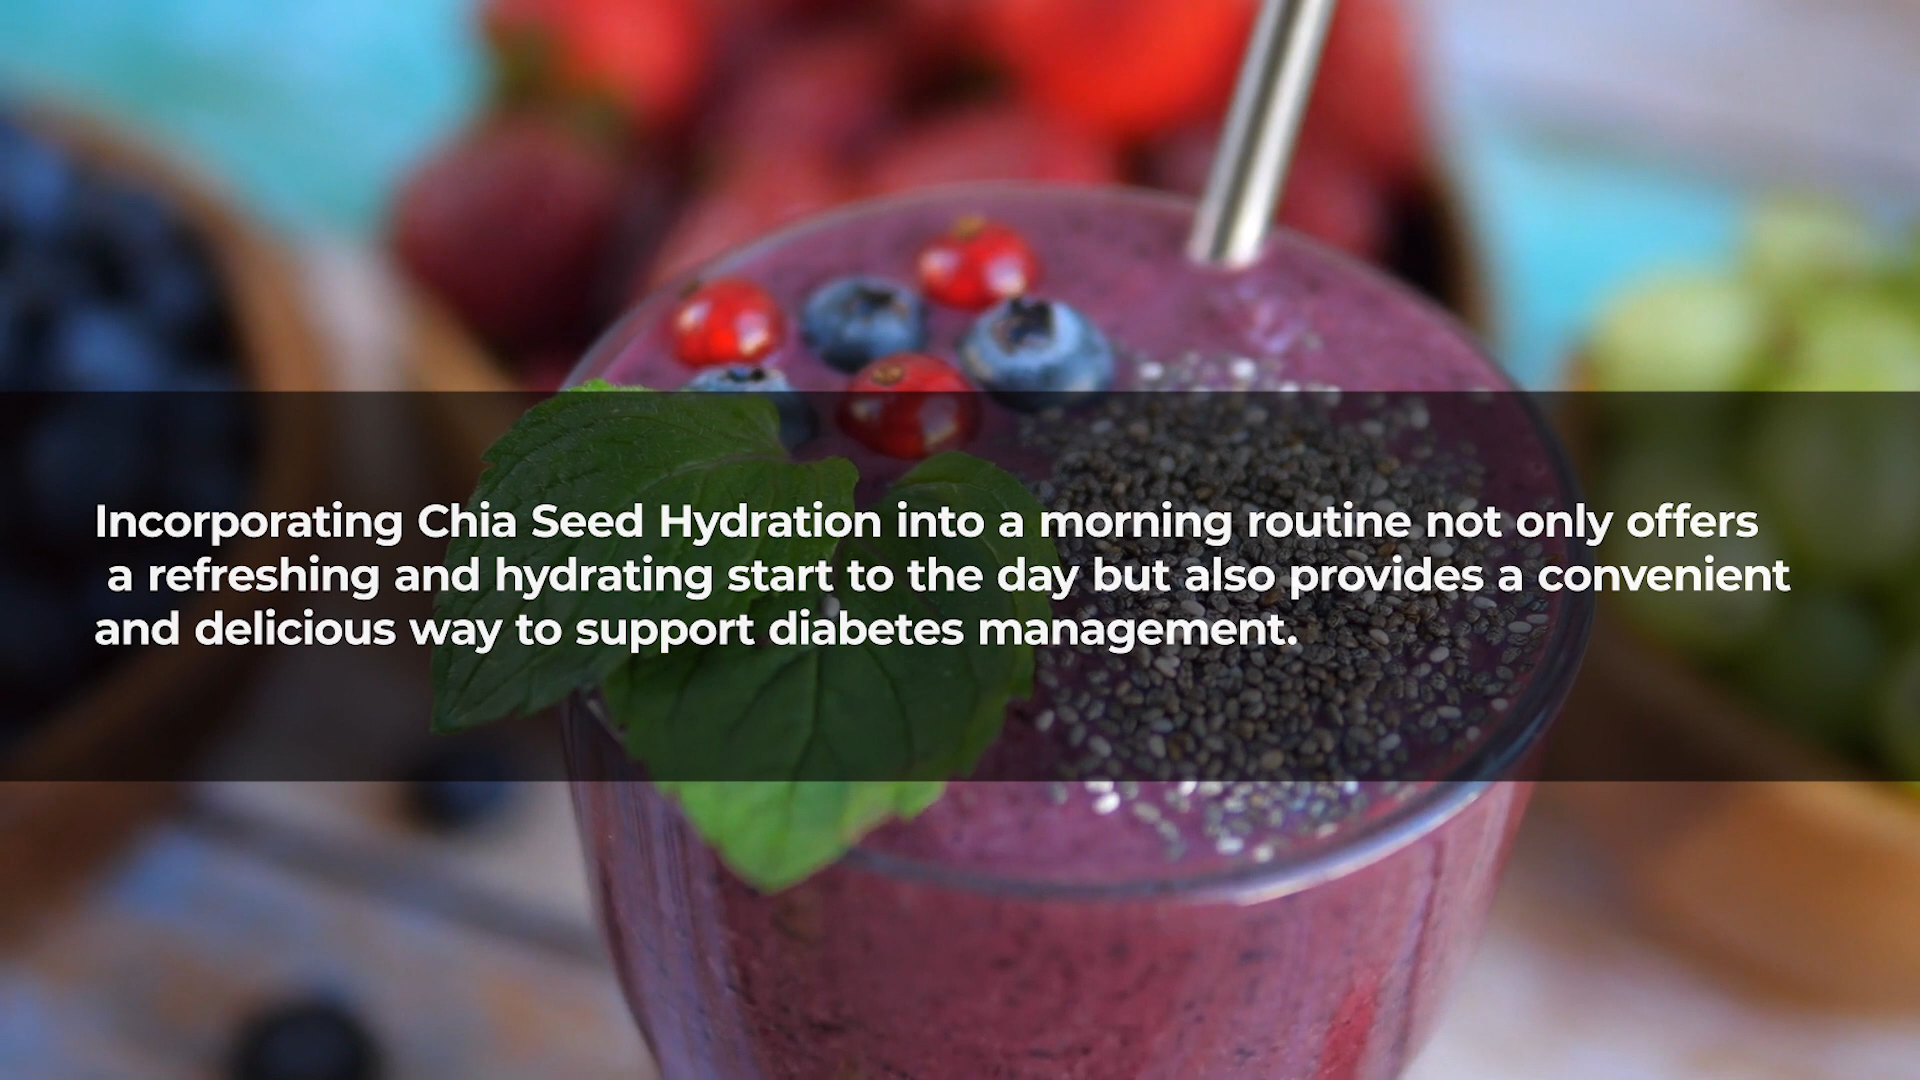 Incorporating Chia Seed Hydration into a morning routine not only offers
a refreshing and hydrating start to the day but also provides a convenient
and delicious way to support diabetes management.